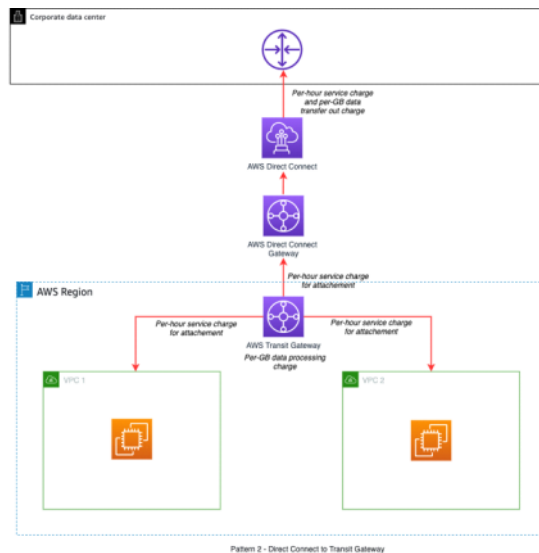 Corporate data center
Per-hour service charge
and per-GB data
transfer out charge
AWS Direct Connect
AWS Direct Connect
Gateway
Per-hour service charge
for attachement
AWS Region
Per-hour service charge
for attachement
Per-hour service charge
for attachement
AWS Transit Gateway
Per-GB data processing
charge
VPC 1
VPC 2
Pattern 2 - Direct Connect to Transit Gateway